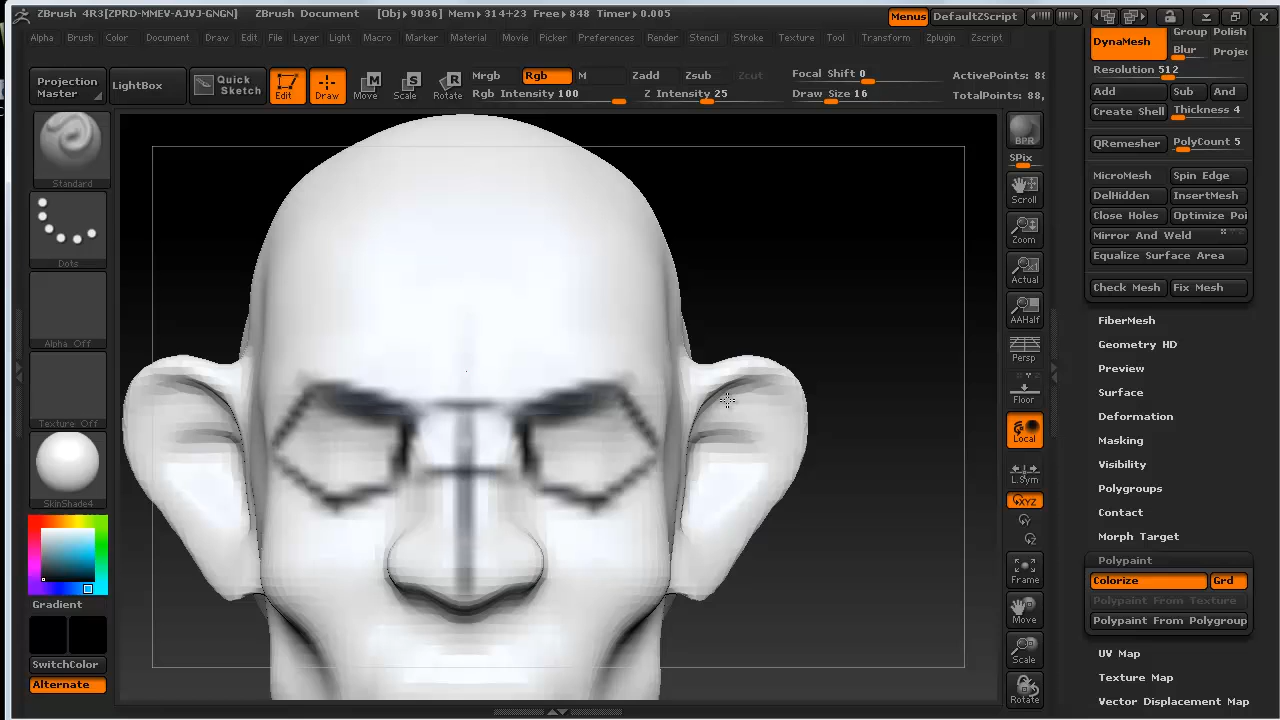 ZBrush 4R3[ZPRD-MMEV-AJVJ-GNGN] ZBrush Document [Obj▸9036] Mem▸314+23 Free▸848 Timer▸0.005 Menus DefaultZScript
Alpha Brush Color Document Draw Edit File Layer Light Macro Marker Material Movie Picker Preferences Render Stencil Stroke Texture Tool Transform Zplugin Zscript
Projection Master
LightBox
Quick Sketch
Edit
Draw
Move
Scale
Rotate
Mrgb Rgb M Zadd Zsub Zcut
Rgb Intensity 100 Z Intensity 25
Focal Shift 0
Draw Size 16
ActivePoints: 88
TotalPoints: 88,
Standard
Dots
Alpha Off
Texture Off
SkinShade4
Gradient
SwitchColor
Alternate
BPR
SPix
Scroll
Zoom
Actual
AAHalf
Persp
Floor
Local
L.Sym
XYZ
Frame
Move
Scale
Rotate
DynaMesh
Group Polish
Blur Proje
Resolution 512
Add Sub And
Create Shell Thickness 4
QRemesher PolyCount 5
MicroMesh Spin Edge
DelHidden InsertMesh
Close Holes Optimize Poi
Mirror And Weld
Equalize Surface Area
Check Mesh Fix Mesh
FiberMesh
Geometry HD
Preview
Surface
Deformation
Masking
Visibility
Polygroups
Contact
Morph Target
Polypaint
Colorize Grd
Polypaint From Texture
Polypaint From Polygroup
UV Map
Texture Map
Vector Displacement Map